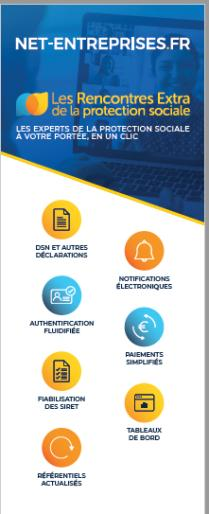 NET-ENTREPRISES.FR
Les Rencontres Extra
de la protection sociale
LES EXPERTS DE LA PROTECTION SOCIALE
À VOTRE PORTÉE, EN UN CLIC
DSN ET AUTRES
DÉCLARATIONS
NOTIFICATIONS
ÉLECTRONIQUES
AUTHENTIFICATION
FLUIDIFIÉE
PAIEMENTS
SIMPLIFIÉS
FIABILISATION
DES SIRET
TABLEAUX
DE BORD
RÉFÉRENTIELS
ACTUALISÉS